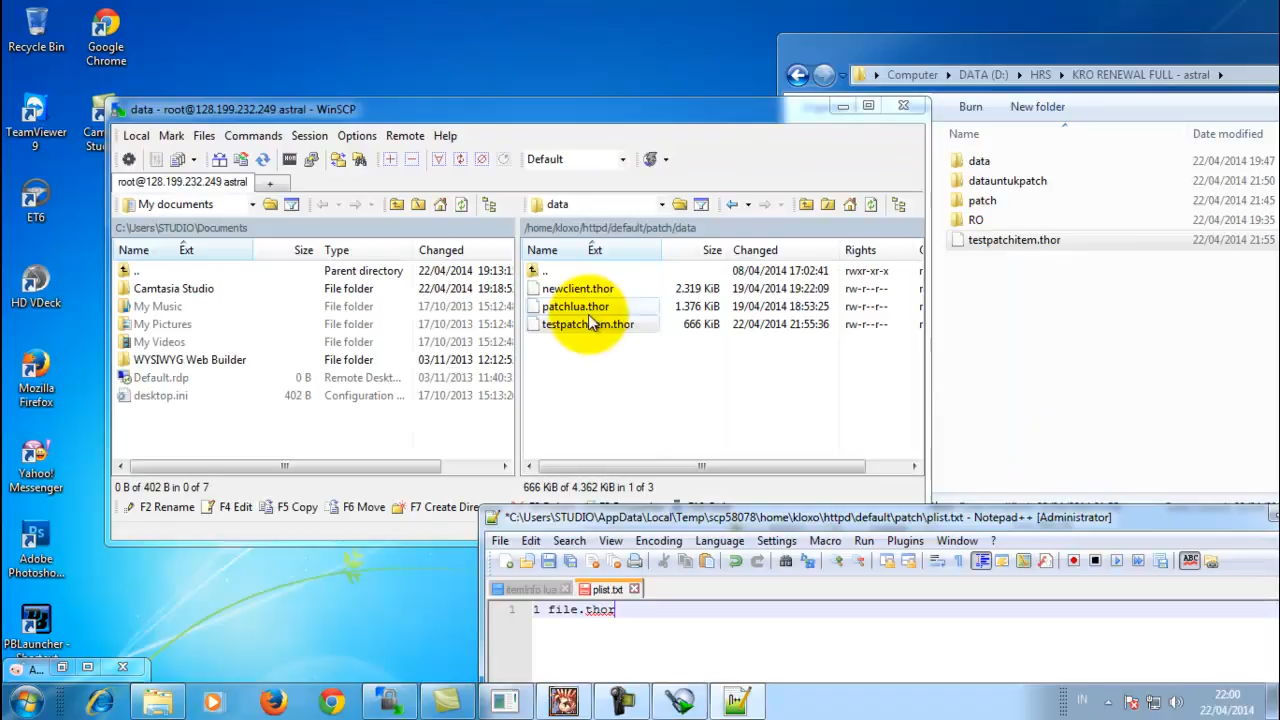 Recycle Bin
Google Chrome
TeamViewer 9
ET6
HD VDeck
Mozilla Firefox
Yahoo! Messenger
Adobe Photosho...
PBLauncher -
A...
data - root@128.199.232.249 astral - WinSCP
Local Mark Files Commands Session Options Remote Help
Default
root@128.199.232.249 astral
My documents
data
C:\Users\STUDIO\Documents
/home/kloxo/httpd/default/patch/data
Name Ext Type Changed
.. Parent directory 22/04/2014 19:13:1
Camtasia Studio File folder 22/04/2014 19:18:5
My Music File folder 17/10/2013 15:12:4
My Pictures File folder 17/10/2013 15:12:4
My Videos File folder 17/10/2013 15:12:4
WYSIWYG Web Builder File folder 03/11/2013 12:12:5
Default.rdp 0 B Remote Deskt... 03/11/2013 11:40:3
desktop.ini 402 B Configuration ... 17/10/2013 15:13:2
Name Ext Size Changed Rights
.. 08/04/2014 17:02:41 rwxr-xr-x
newclient.thor 2.319 KiB 19/04/2014 19:22:09 rw-r--r--
patchlua.thor 1.376 KiB 19/04/2014 18:53:25 rw-r--r--
testpatchitem.thor 666 KiB 22/04/2014 21:55:36 rw-r--r--
0 B of 402 B in 0 of 7
666 KiB of 4.362 KiB in 1 of 3
F2 Rename F4 Edit F5 Copy F6 Move F7 Create Dire
Computer DATA (D:) HRS KRO RENEWAL FULL - astral
Burn New folder
Name Date modified
data 22/04/2014 19:47
datauntukpatch 22/04/2014 21:50
patch 22/04/2014 21:45
RO 22/04/2014 19:35
testpatchitem.thor 22/04/2014 21:55
*C:\Users\STUDIO\AppData\Local\Temp\scp58078\home\kloxo\httpd\default\patch\plist.txt - Notepad++ [Administrator]
File Edit Search View Encoding Language Settings Macro Run Plugins Window ?
itemInfo.lua
plist.txt
1 1 file.thor
IN
22:00
22/04/2014